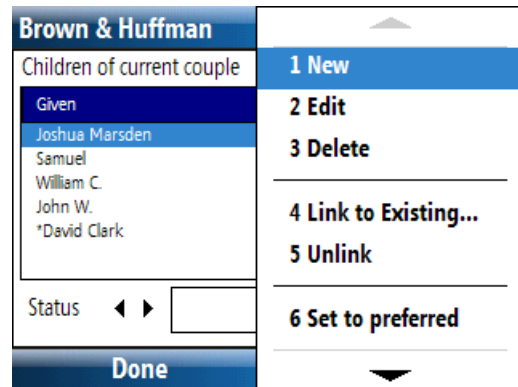 Brown & Huffman
Children of current couple
Given
Joshua Marsden
Samuel
William C.
John W.
*David Clark
Status
Done
1 New
2 Edit
3 Delete
4 Link to Existing...
5 Unlink
6 Set to preferred